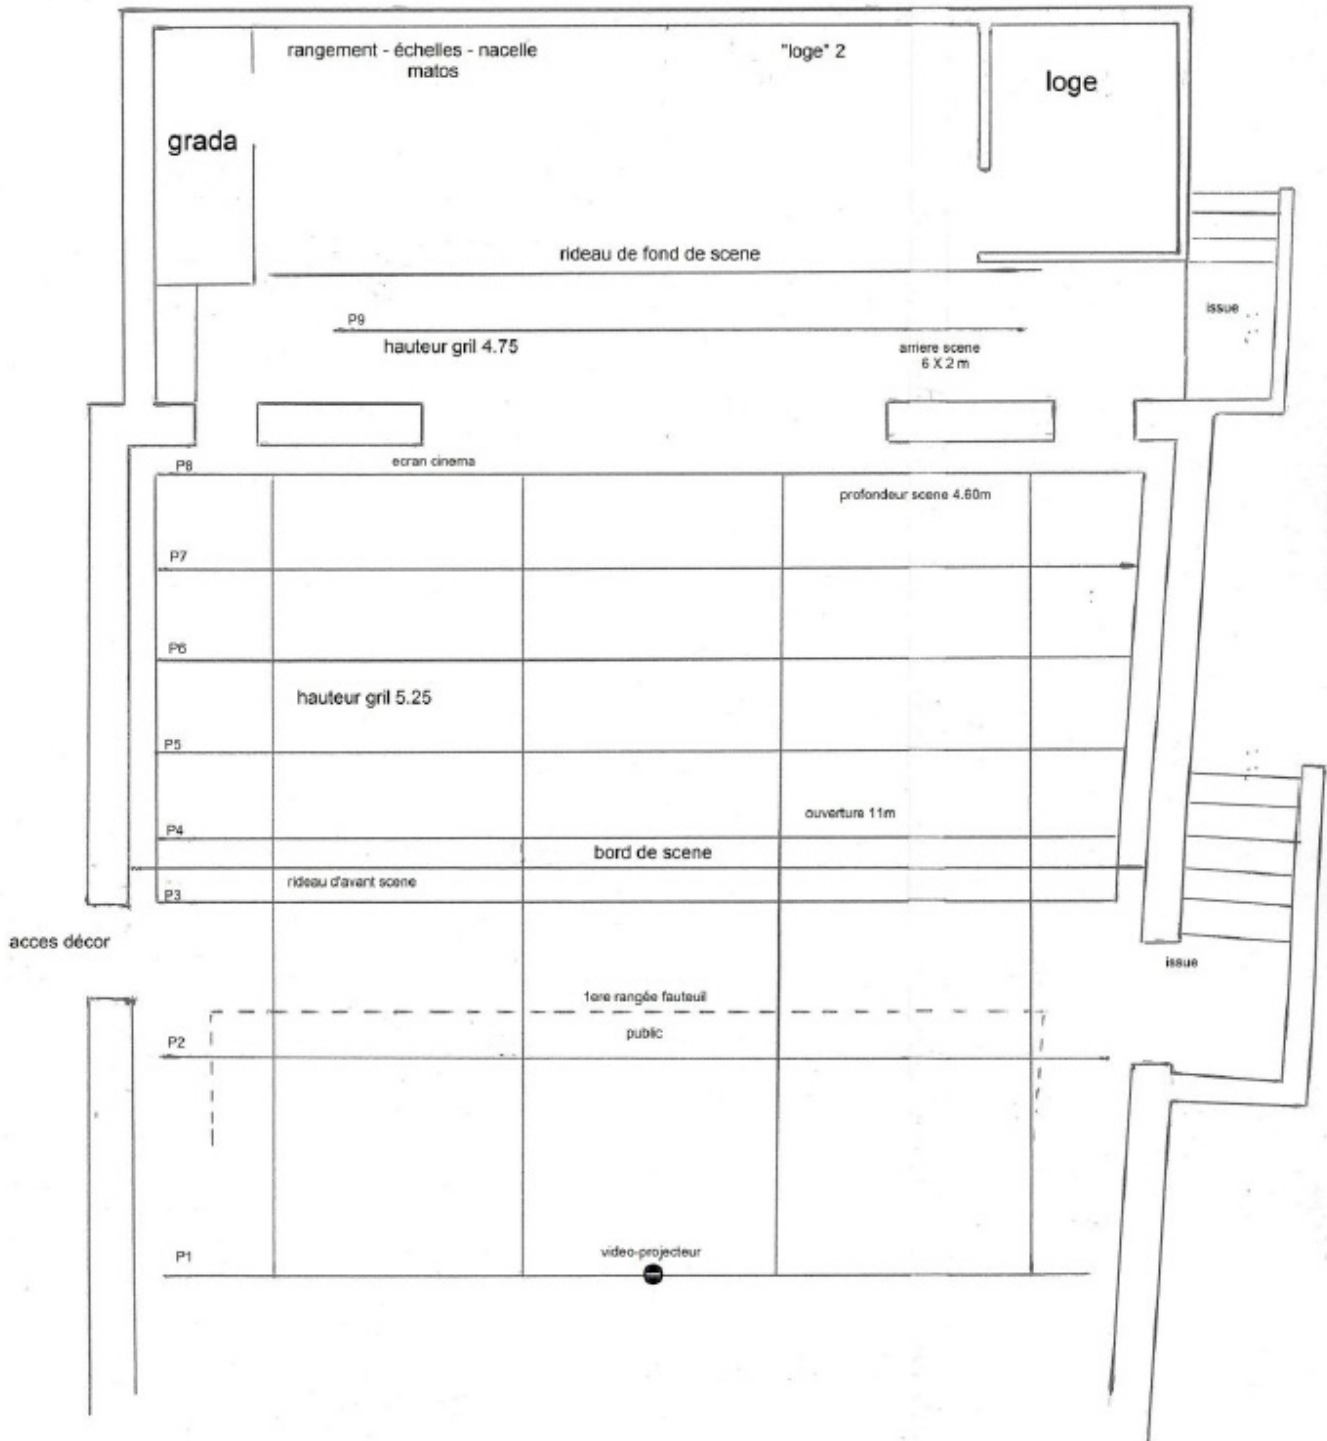 rangement - échelles - nacelle
matos
"loge" 2
loge
grada
rideau de fond de scene
issue
P9
hauteur gril 4.75
arriere scene
6 X 2 m
P8
ecran cinema
profondeur scene 4.60m
P7
P6
hauteur gril 5.25
P5
ouverture 11m
P4
bord de scene
rideau d'avant scene
P3
acces décor
issue
1ere rangée fauteuil
public
P2
P1
video-projecteur